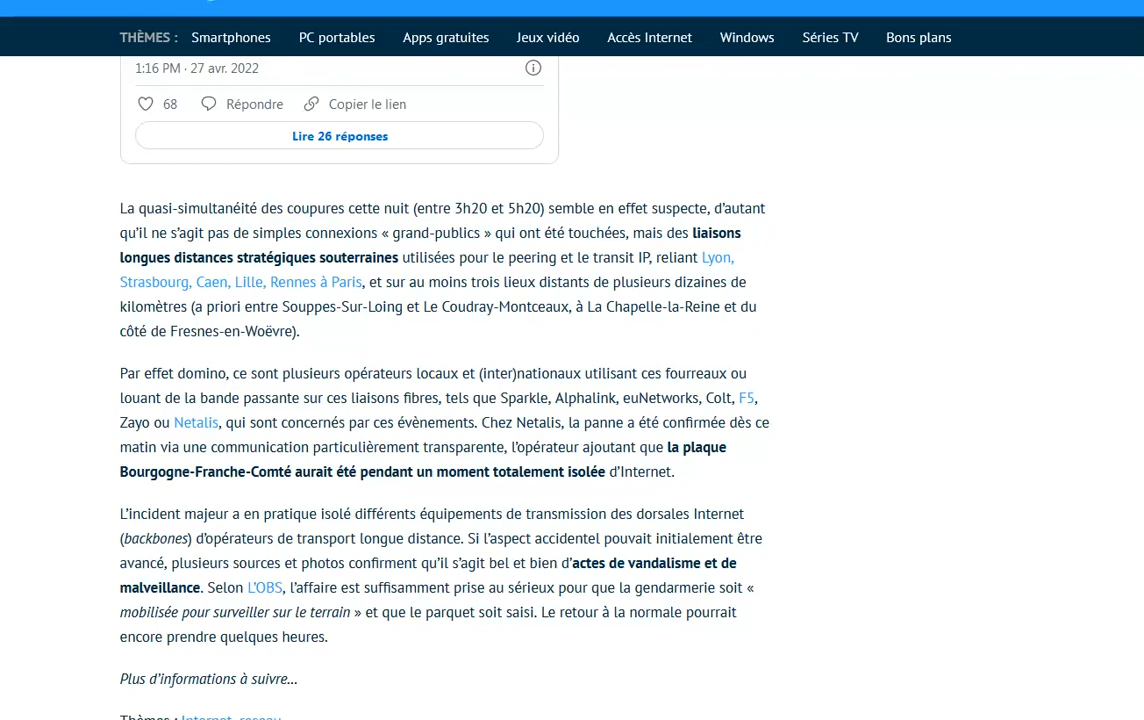 THÈMES : Smartphones PC portables Apps gratuites Jeux vidéo Accès Internet Windows Séries TV Bons plans
1:16 PM · 27 avr. 2022
68 Répondre Copier le lien
Lire 26 réponses
La quasi-simultanéité des coupures cette nuit (entre 3h20 et 5h20) semble en effet suspecte, d’autant
qu’il ne s’agit pas de simples connexions « grand-publics » qui ont été touchées, mais des liaisons
longues distances stratégiques souterraines utilisées pour le peering et le transit IP, reliant Lyon,
Strasbourg, Caen, Lille, Rennes à Paris, et sur au moins trois lieux distants de plusieurs dizaines de
kilomètres (a priori entre Souppes-Sur-Loing et Le Coudray-Montceaux, à La Chapelle-la-Reine et du
côté de Fresnes-en-Woëvre).
Par effet domino, ce sont plusieurs opérateurs locaux et (inter)nationaux utilisant ces fourreaux ou
louant de la bande passante sur ces liaisons fibres, tels que Sparkle, Alphalink, euNetworks, Colt, F5,
Zayo ou Netalis, qui sont concernés par ces évènements. Chez Netalis, la panne a été confirmée dès ce
matin via une communication particulièrement transparente, l’opérateur ajoutant que la plaque
Bourgogne-Franche-Comté aurait été pendant un moment totalement isolée d’Internet.
L’incident majeur a en pratique isolé différents équipements de transmission des dorsales Internet
(backbones) d’opérateurs de transport longue distance. Si l’aspect accidentel pouvait initialement être
avancé, plusieurs sources et photos confirment qu’il s’agit bel et bien d’actes de vandalisme et de
malveillance. Selon L’OBS, l’affaire est suffisamment prise au sérieux pour que la gendarmerie soit «
mobilisée pour surveiller sur le terrain » et que le parquet soit saisi. Le retour à la normale pourrait
encore prendre quelques heures.
Plus d’informations à suivre…
Thèmes : Internet, reseau